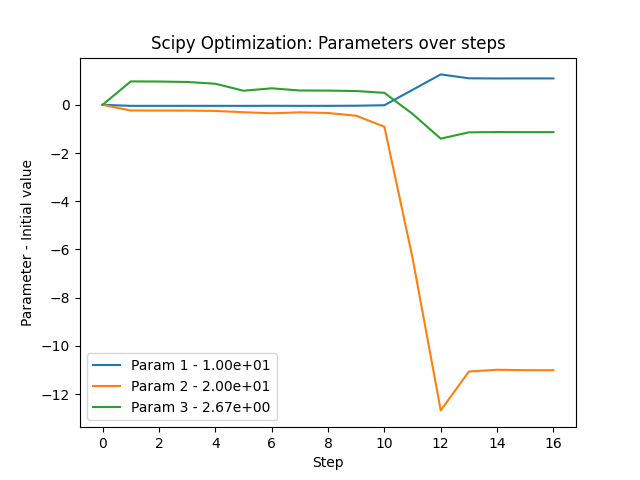 Scipy Optimization: Parameters over steps
Parameter - Initial value
0
−2
−4
−6
−8
−10
−12
Param 1 - 1.00e+01
Param 2 - 2.00e+01
Param 3 - 2.67e+00
0 2 4 6 8 10 12 14 16
Step